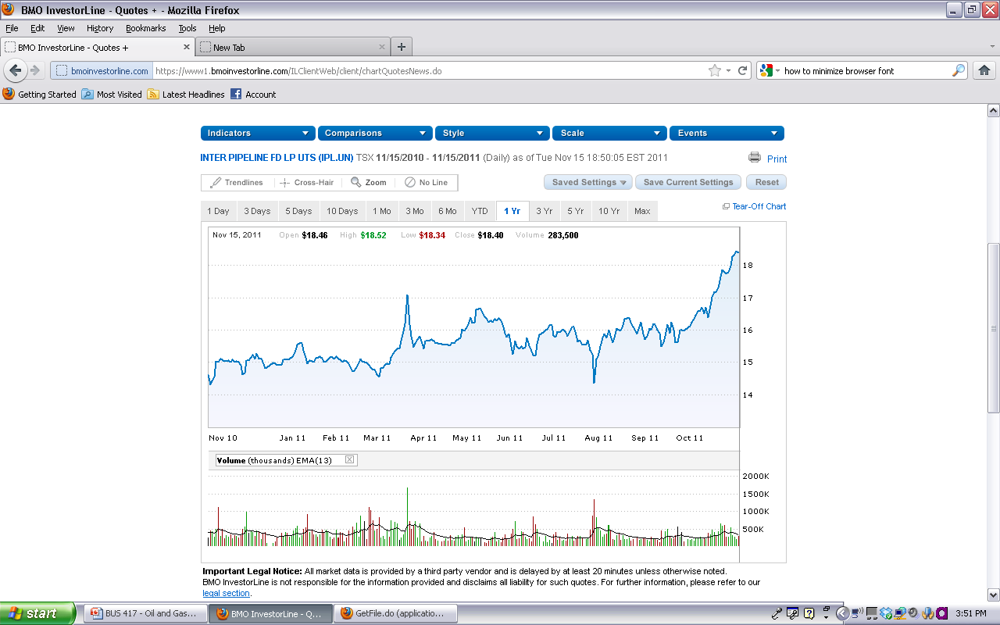 BMO InvestorLine - Quotes + - Mozilla Firefox
File Edit View History Bookmarks Tools Help
BMO InvestorLine - Quotes + New Tab
bmoinvestorline.com https://www1.bmoinvestorline.com/ILClientWeb/client/chartQuotesNews.do how to minimize browser font
Getting Started Most Visited Latest Headlines Account
Indicators Comparisons Style Scale Events
INTER PIPELINE FD LP UTS (IPL.UN) TSX 11/15/2010 - 11/15/2011 (Daily) as of Tue Nov 15 18:50:05 EST 2011 Print
Trendlines Cross-Hair Zoom No Line Saved Settings Save Current Settings Reset
1 Day 3 Days 5 Days 10 Days 1 Mo 3 Mo 6 Mo YTD 1 Yr 3 Yr 5 Yr 10 Yr Max Tear-Off Chart
Nov 15, 2011 Open $18.46 High $18.52 Low $18.34 Close $18.40 Volume 283,500
18
17
16
15
14
Nov 10 Jan 11 Feb 11 Mar 11 Apr 11 May 11 Jun 11 Jul 11 Aug 11 Sep 11 Oct 11
Volume (thousands) EMA(13)
2000K
1500K
1000K
500K
Important Legal Notice: All market data is provided by a third party vendor and is delayed by at least 20 minutes unless otherwise noted.
BMO InvestorLine is not responsible for the information provided and disclaims all liability for such quotes. For further information, please refer to our
legal section.
start BUS 417 - Oil and Gas... BMO InvestorLine - Q... GetFile.do (applicatio... 3:51 PM